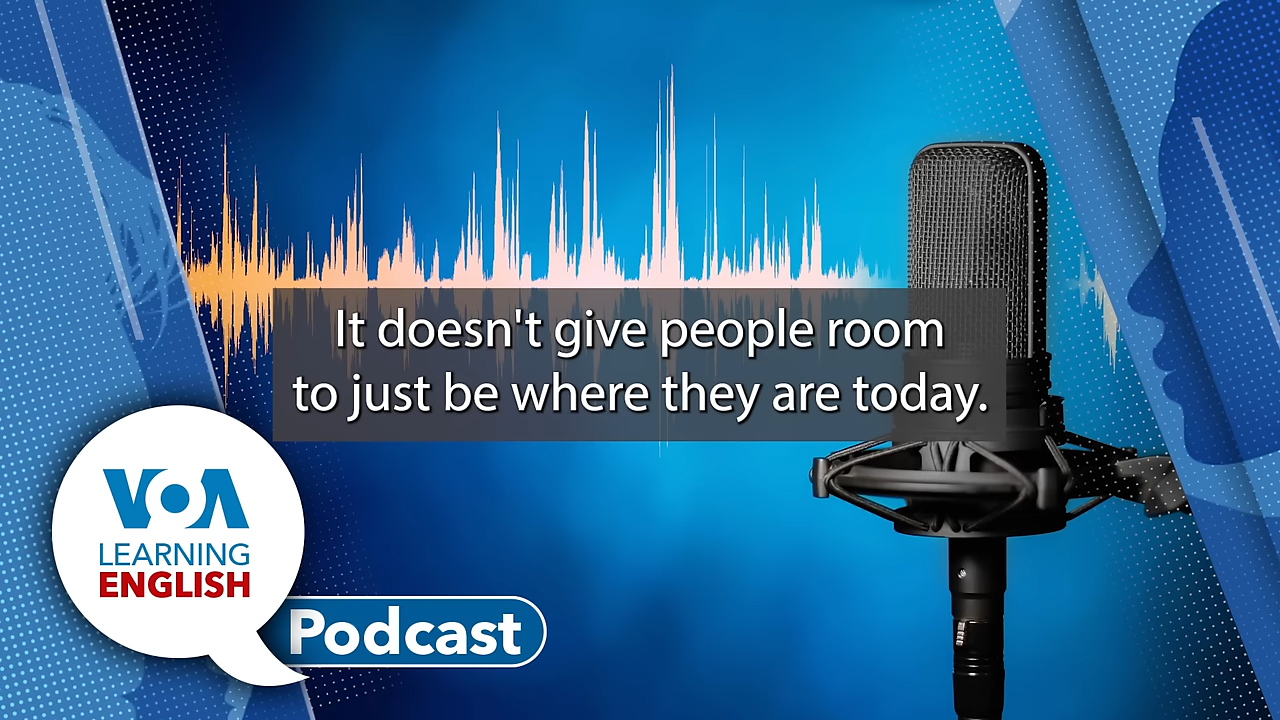 It doesn't give people room
to just be where they are today.
VOA
LEARNING
ENGLISH
Podcast